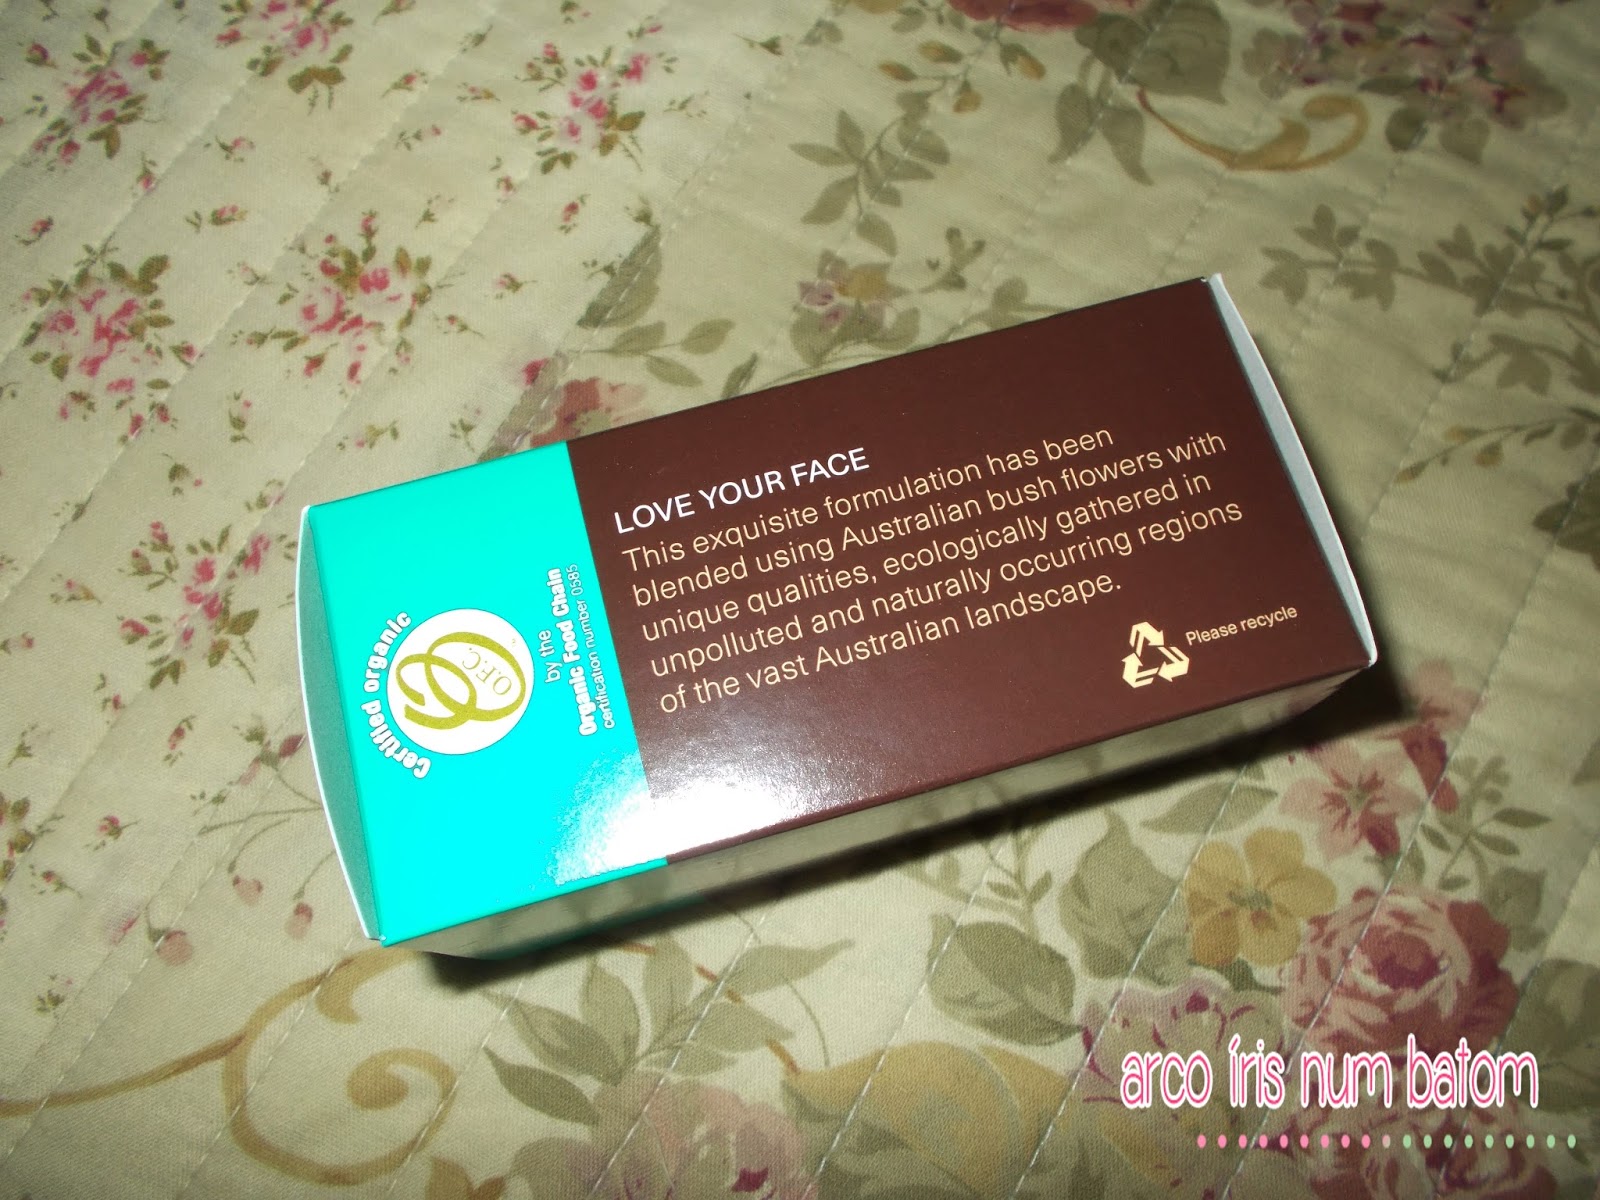 LOVE YOUR FACE
This exquisite formulation has been
blended using Australian bush flowers with
unique qualities, ecologically gathered in
unpolluted and naturally occurring regions
of the vast Australian landscape.
Please recycle
Certified organic
O.F.C.
by the
Organic Food Chain
certification number 0585
arco íris num batom